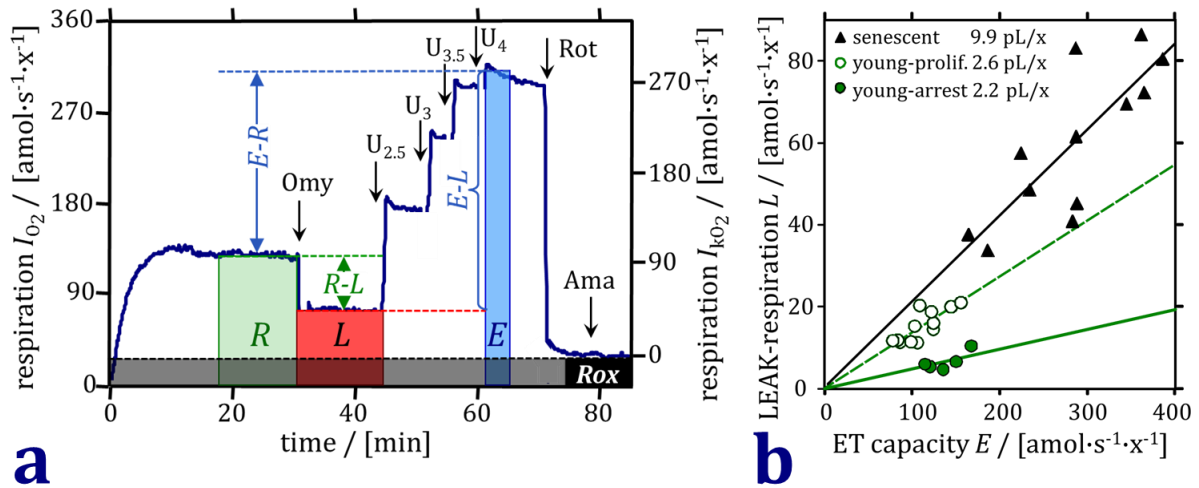 360
270
180
90
0
respiration I_O2 / [amol·s⁻¹·x⁻¹]
E-R
Omy
R-L
R
L
U2.5
U3
U3.5
U4
E-L
E
Rot
Ama
Rox
270
180
90
0
respiration I_kO2 / [amol·s⁻¹·x⁻¹]
0 20 40 60 80
time / [min]
a
80
60
40
20
0
LEAK-respiration L / [amol·s⁻¹·x⁻¹]
senescent 9.9 pL/x
young-prolif. 2.6 pL/x
young-arrest 2.2 pL/x
0 100 200 300 400
ET capacity E / [amol·s⁻¹·x⁻¹]
b